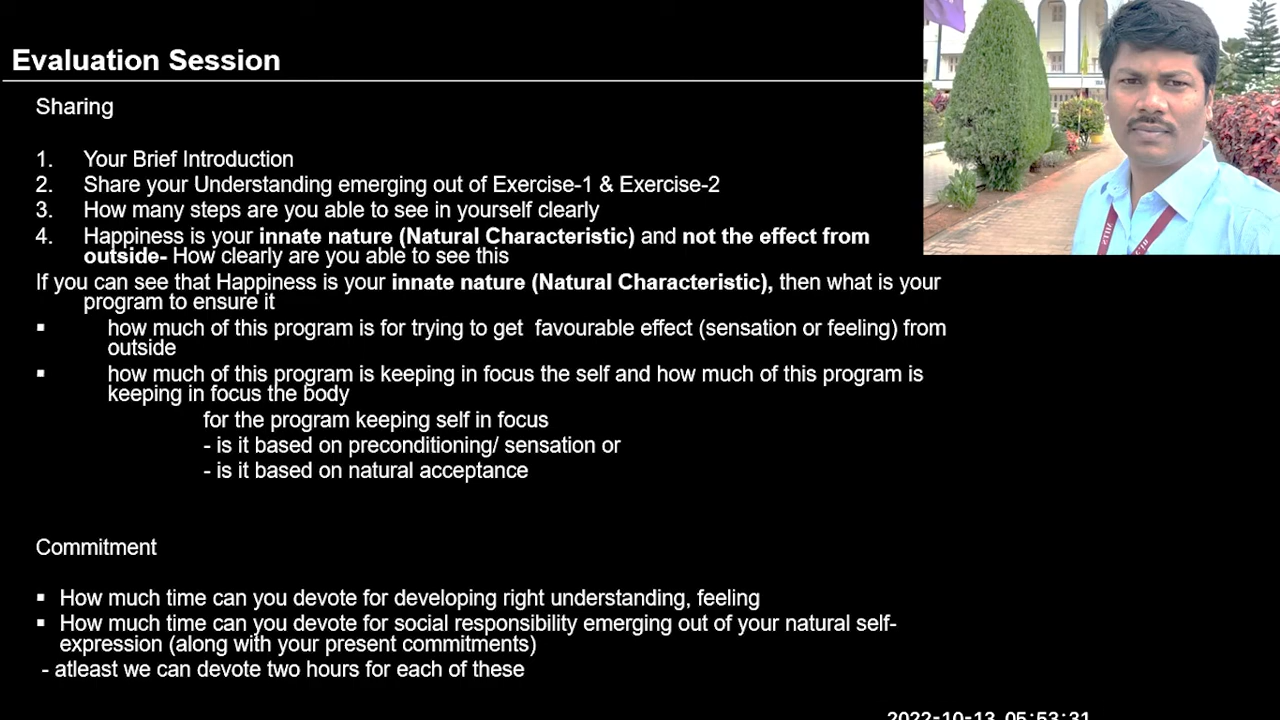 Evaluation Session
Sharing
1. Your Brief Introduction
2. Share your Understanding emerging out of Exercise-1 & Exercise-2
3. How many steps are you able to see in yourself clearly
4. Happiness is your innate nature (Natural Characteristic) and not the effect from
outside- How clearly are you able to see this
If you can see that Happiness is your innate nature (Natural Characteristic), then what is your
program to ensure it
▪ how much of this program is for trying to get favourable effect (sensation or feeling) from
outside
▪ how much of this program is keeping in focus the self and how much of this program is
keeping in focus the body
for the program keeping self in focus
- is it based on preconditioning/ sensation or
- is it based on natural acceptance
Commitment
▪ How much time can you devote for developing right understanding, feeling
▪ How much time can you devote for social responsibility emerging out of your natural self-
expression (along with your present commitments)
- atleast we can devote two hours for each of these
2022-10-13 05:53:31